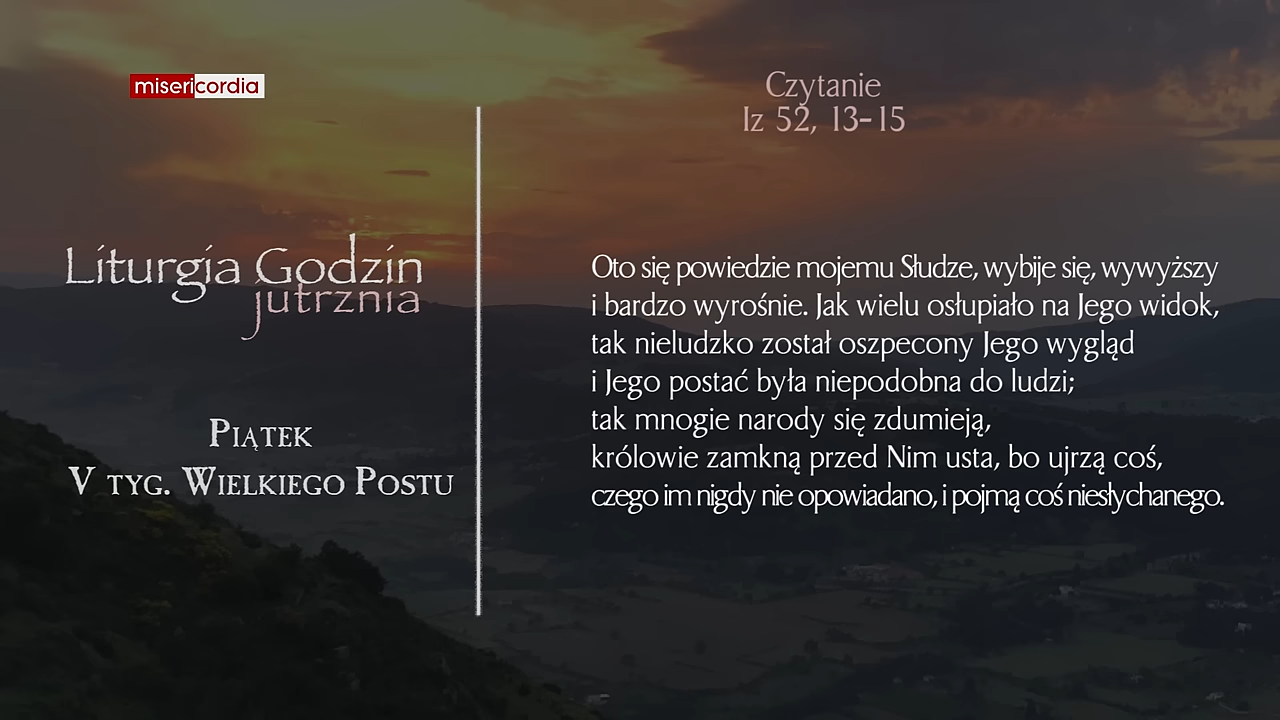 misericordia
Liturgia Godzin
jutrznia
Piątek
V tyg. Wielkiego Postu
Czytanie
Iz 52, 13-15
Oto się powiedzie mojemu Słudze, wybije się, wywyższy
i bardzo wyrośnie. Jak wielu osłupiało na Jego widok,
tak nieludzko został oszpecony Jego wygląd
i Jego postać była niepodobna do ludzi;
tak mnogie narody się zdumieją,
królowie zamkną przed Nim usta, bo ujrzą coś,
czego im nigdy nie opowiadano, i pojmą coś niesłychanego.